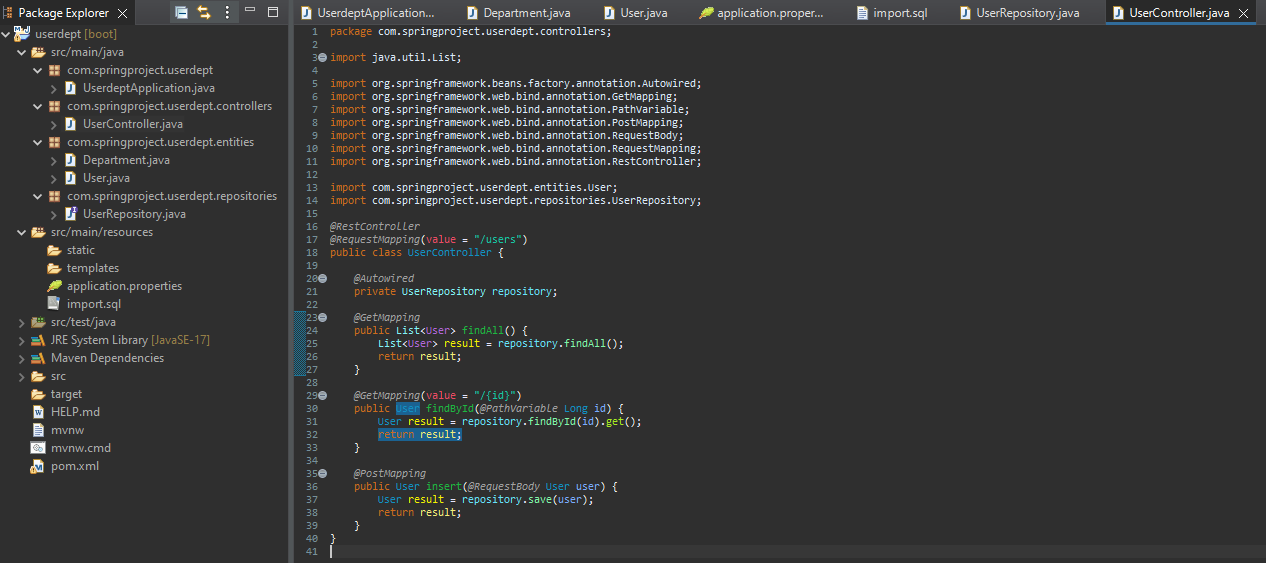 Package Explorer
userdept [boot]
src/main/java
com.springproject.userdept
UserdeptApplication.java
com.springproject.userdept.controllers
UserController.java
com.springproject.userdept.entities
Department.java
User.java
com.springproject.userdept.repositories
UserRepository.java
src/main/resources
static
templates
application.properties
import.sql
src/test/java
JRE System Library [JavaSE-17]
Maven Dependencies
src
target
HELP.md
mvnw
mvnw.cmd
pom.xml
UserdeptApplication... Department.java User.java application.proper... import.sql UserRepository.java UserController.java
1 package com.springproject.userdept.controllers;
2
3 import java.util.List;
4
5 import org.springframework.beans.factory.annotation.Autowired;
6 import org.springframework.web.bind.annotation.GetMapping;
7 import org.springframework.web.bind.annotation.PathVariable;
8 import org.springframework.web.bind.annotation.PostMapping;
9 import org.springframework.web.bind.annotation.RequestBody;
10 import org.springframework.web.bind.annotation.RequestMapping;
11 import org.springframework.web.bind.annotation.RestController;
12
13 import com.springproject.userdept.entities.User;
14 import com.springproject.userdept.repositories.UserRepository;
15
16 @RestController
17 @RequestMapping(value = "/users")
18 public class UserController {
19
20 @Autowired
21 private UserRepository repository;
22
23 @GetMapping
24 public List<User> findAll() {
25 List<User> result = repository.findAll();
26 return result;
27 }
28
29 @GetMapping(value = "/{id}")
30 public User findById(@PathVariable Long id) {
31 User result = repository.findById(id).get();
32 return result;
33 }
34
35 @PostMapping
36 public User insert(@RequestBody User user) {
37 User result = repository.save(user);
38 return result;
39 }
40 }
41